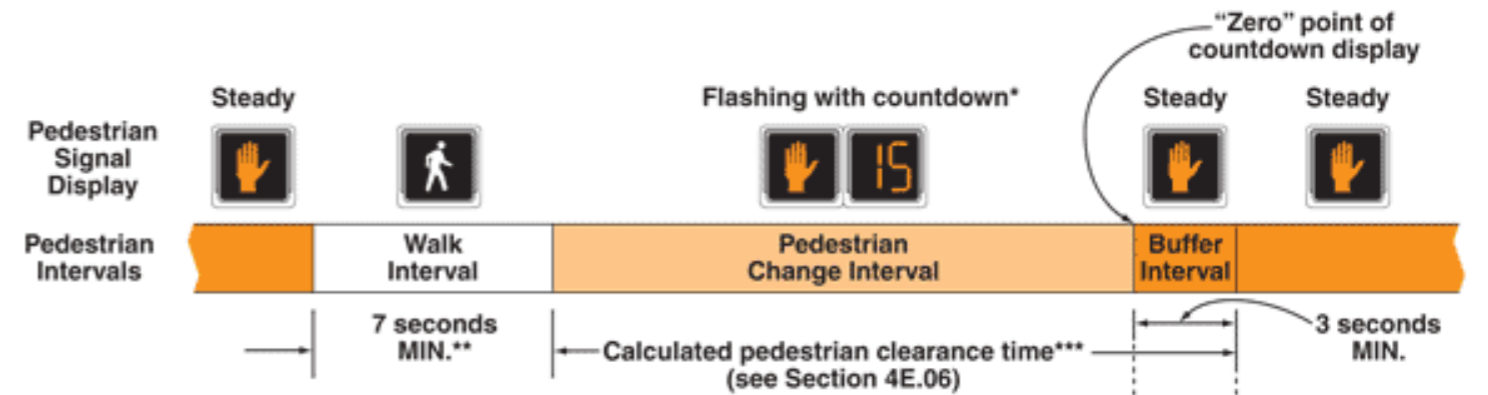 “Zero” point of
countdown display
Steady
Flashing with countdown*
Steady
Steady
Pedestrian
Signal
Display
15
Pedestrian
Intervals
Walk
Interval
Pedestrian
Change Interval
Buffer
Interval
7 seconds
MIN.**
Calculated pedestrian clearance time***
(see Section 4E.06)
3 seconds
MIN.